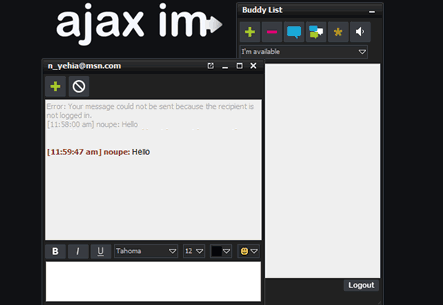 ajax im
Buddy List
I'm available
n_yehia@msn.com
Error: Your message could not be sent because the recipient is
not logged in.
[11:58:00 am] noupe: Hello
[11:59:47 am] noupe: Hello
B I U Tahoma 12
Logout